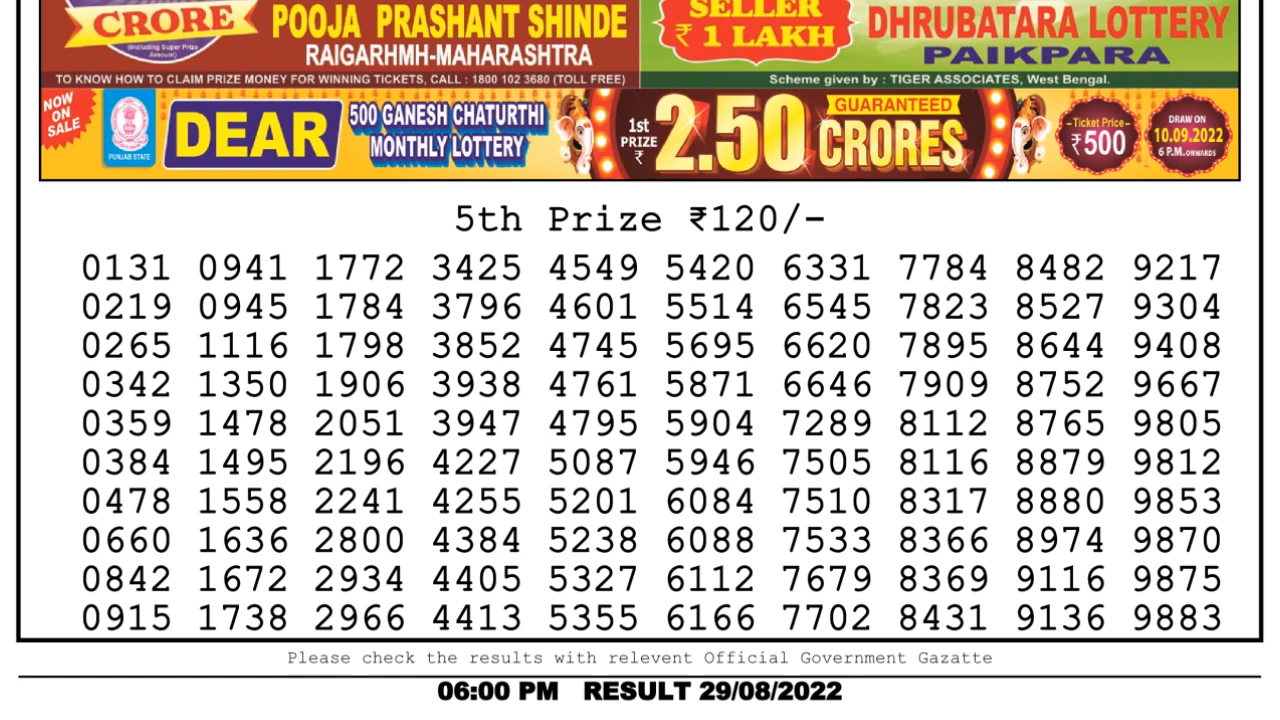 CRORE
(Including Super Prize
Amount)
POOJA PRASHANT SHINDE
RAIGARHMH-MAHARASHTRA
SELLER
₹ 1 LAKH
DHRUBATARA LOTTERY
PAIKPARA
TO KNOW HOW TO CLAIM PRIZE MONEY FOR WINNING TICKETS, CALL : 1800 102 3680 (TOLL FREE)
Scheme given by : TIGER ASSOCIATES, West Bengal.
NOW
ON
SALE
PUNJAB STATE
DEAR
500 GANESH CHATURTHI
MONTHLY LOTTERY
1st
PRIZE
₹
2.50
GUARANTEED
CRORES
-Ticket Price-
₹500
DRAW ON
10.09.2022
6 P.M. ONWARDS
5th Prize ₹120/-
0131 0941 1772 3425 4549 5420 6331 7784 8482 9217
0219 0945 1784 3796 4601 5514 6545 7823 8527 9304
0265 1116 1798 3852 4745 5695 6620 7895 8644 9408
0342 1350 1906 3938 4761 5871 6646 7909 8752 9667
0359 1478 2051 3947 4795 5904 7289 8112 8765 9805
0384 1495 2196 4227 5087 5946 7505 8116 8879 9812
0478 1558 2241 4255 5201 6084 7510 8317 8880 9853
0660 1636 2800 4384 5238 6088 7533 8366 8974 9870
0842 1672 2934 4405 5327 6112 7679 8369 9116 9875
0915 1738 2966 4413 5355 6166 7702 8431 9136 9883
Please check the results with relevent Official Government Gazatte
06:00 PM RESULT 29/08/2022